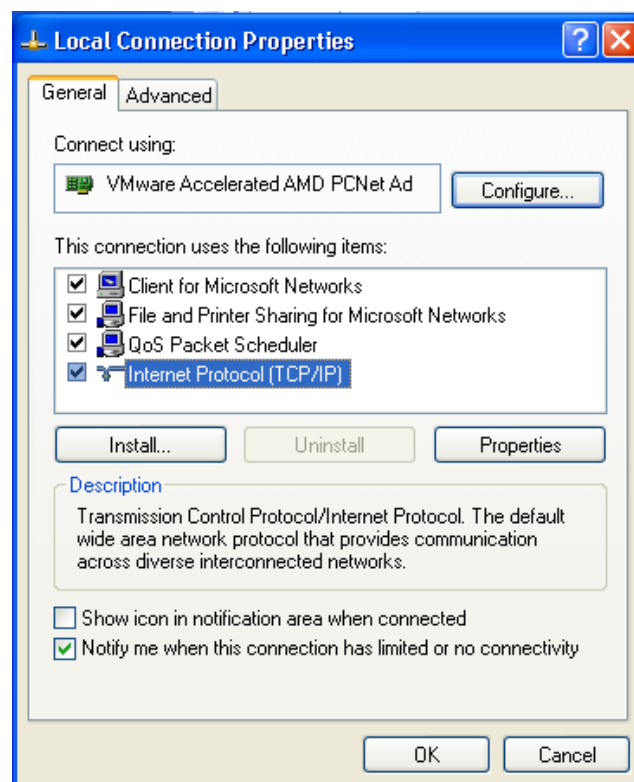 Local Connection Properties
?
General
Advanced
Connect using:
VMware Accelerated AMD PCNet Ad
Configure...
This connection uses the following items:
Client for Microsoft Networks
File and Printer Sharing for Microsoft Networks
QoS Packet Scheduler
Internet Protocol (TCP/IP)
Install...
Uninstall
Properties
Description
Transmission Control Protocol/Internet Protocol. The default
wide area network protocol that provides communication
across diverse interconnected networks.
Show icon in notification area when connected
Notify me when this connection has limited or no connectivity
OK
Cancel